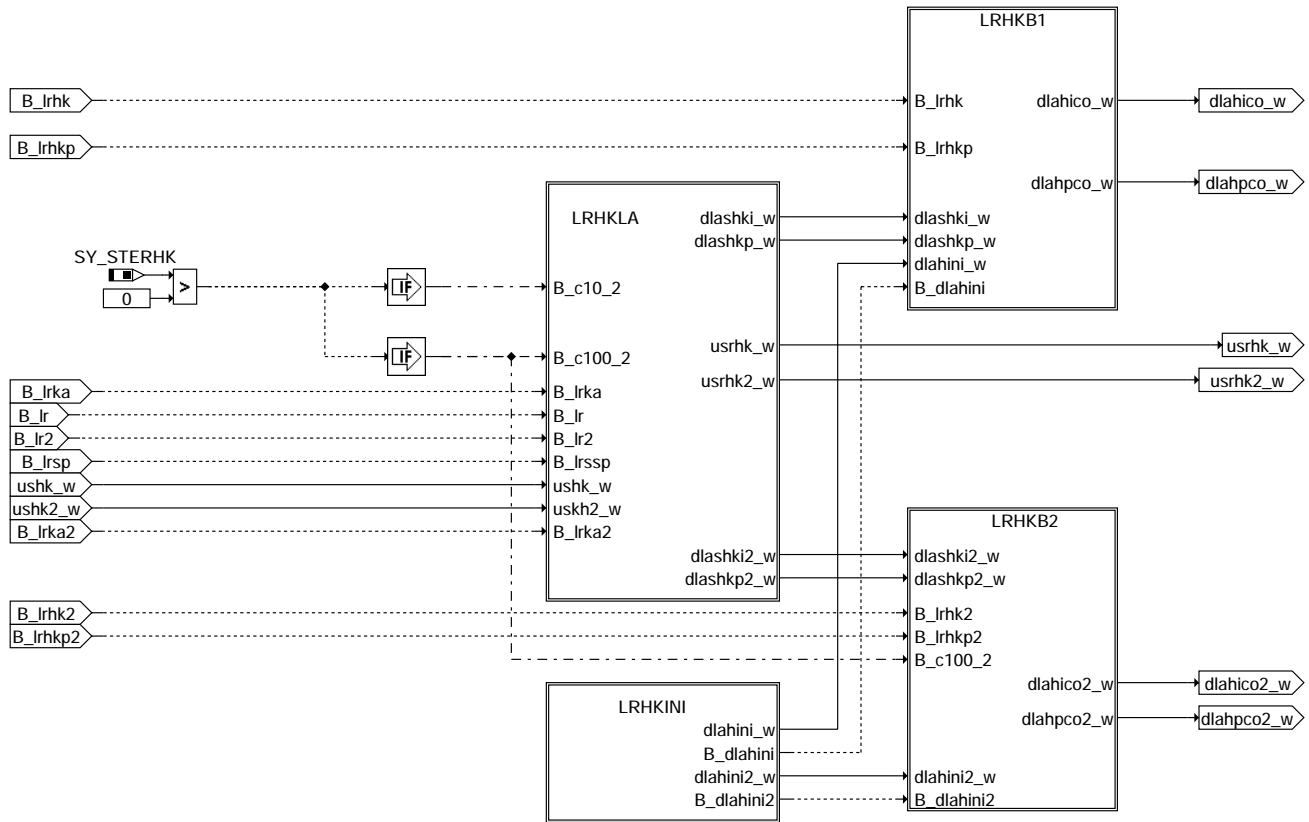 LRHKB1
B_lrhk
B_lrhk
dlahico_w
dlahico_w
B_lrhkp
B_lrhkp
dlahpco_w
dlahpco_w
LRHKLA
dlashki_w
dlashki_w
dlashkp_w
dlashkp_w
SY_STERHK
dlahini_w
>
IF
B_c10_2
B_dlahini
0
usrhk_w
usrhk_w
IF
B_c100_2
usrhk2_w
usrhk2_w
B_lrka
B_lrka
B_lr
B_lr
B_lr2
B_lr2
B_lrsp
B_lrssp
ushk_w
ushk_w
ushk2_w
uskh2_w
B_lrka2
B_lrka2
LRHKB2
dlashki2_w
dlashki2_w
dlashkp2_w
dlashkp2_w
B_lrhk2
B_lrhk2
B_lrhkp2
B_lrhkp2
B_c100_2
dlahico2_w
dlahico2_w
LRHKINI
dlahpco2_w
dlahpco2_w
dlahini_w
B_dlahini
dlahini2_w
dlahini2_w
B_dlahini2
B_dlahini2